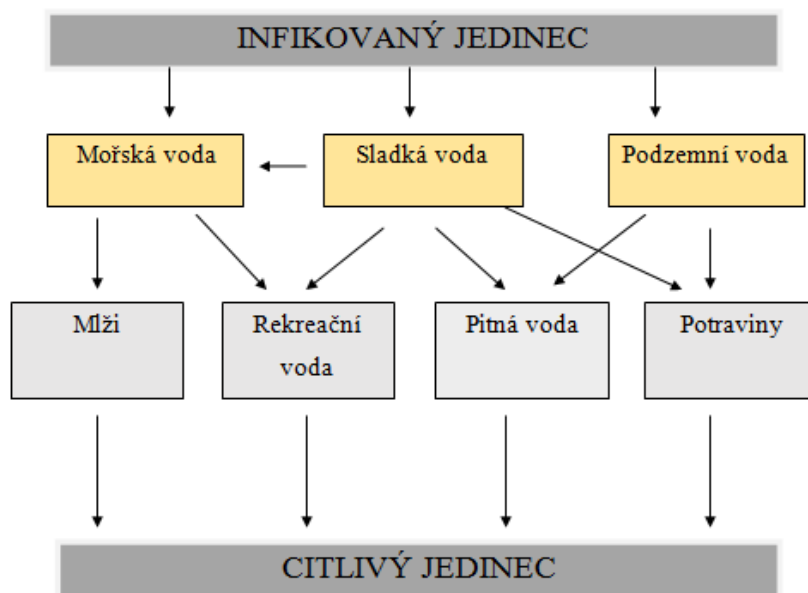 INFIKOVANÝ JEDINEC
Mořská voda
Sladká voda
Podzemní voda
Mlži
Rekreační
voda
Pitná voda
Potraviny
CITLIVÝ JEDINEC